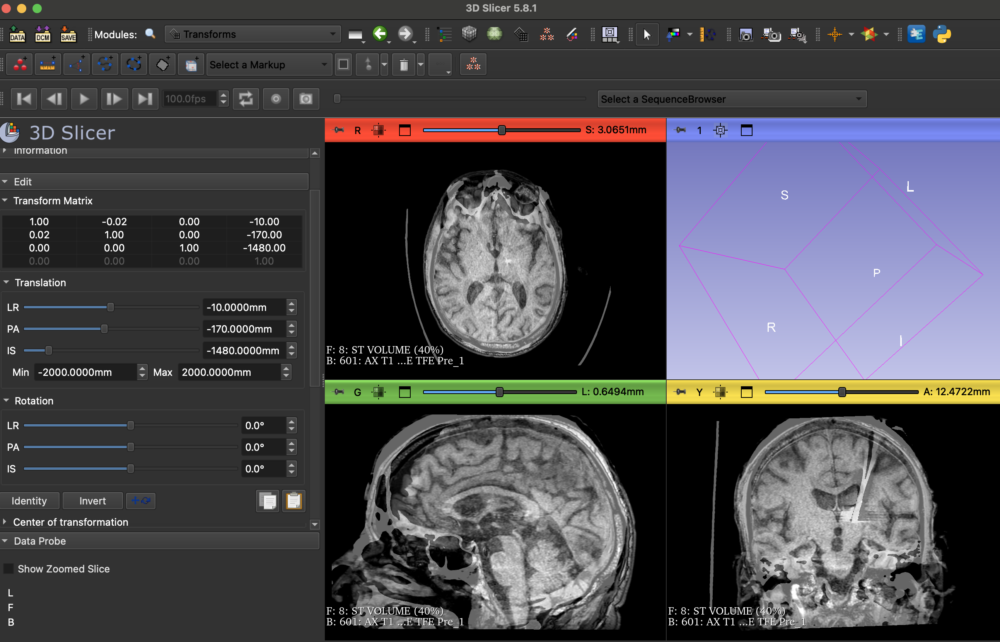 3D Slicer 5.8.1
DATA DCM SAVE Modules: Transforms
Select a Markup
100.0fps Select a SequenceBrowser
3D Slicer
Information
Edit
Transform Matrix
1.00 -0.02 0.00 -10.00
0.02 1.00 0.00 -170.00
0.00 0.00 1.00 -1480.00
0.00 0.00 0.00 1.00
Translation
LR -10.0000mm
PA -170.0000mm
IS -1480.0000mm
Min -2000.0000mm Max 2000.0000mm
Rotation
LR 0.0°
PA 0.0°
IS 0.0°
Identity Invert
Center of transformation
Data Probe
Show Zoomed Slice
L
F
B
R S: 3.0651mm
F: 8: ST VOLUME (40%)
B: 601: AX T1 ...E TFE Pre_1
1
S
L
P
R
I
G L: 0.6494mm
F: 8: ST VOLUME (40%)
B: 601: AX T1 ...E TFE Pre_1
Y A: 12.4722mm
F: 8: ST VOLUME (40%)
B: 601: AX T1 ...E TFE Pre_1